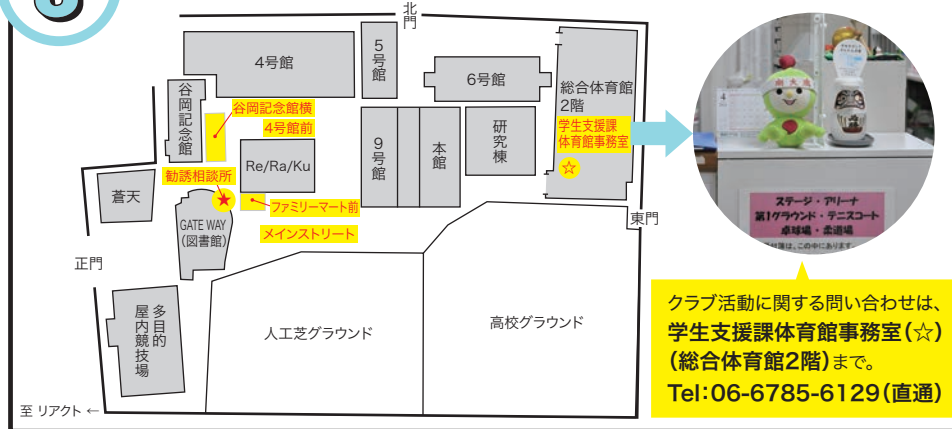 北門
4号館
5号館
6号館
総合体育館
2階
谷岡記念館
谷岡記念館横
4号館前
学生支援課
体育館事務室
☆
Re/Ra/Ku
9号館
本館
研究棟
勧誘相談所
★
ファミリーマート前
蒼天
GATE WAY
(図書館)
メインストリート
東門
正門
多目的
屋内競技場
人工芝グラウンド
高校グラウンド
至 リアクト ←
ステージ・アリーナ
第1グラウンド・テニスコート
卓球場・柔道場
は、この中にあります
クラブ活動に関する問い合わせは、
学生支援課体育館事務室(☆)
(総合体育館2階)まで。
Tel:06-6785-6129(直通)